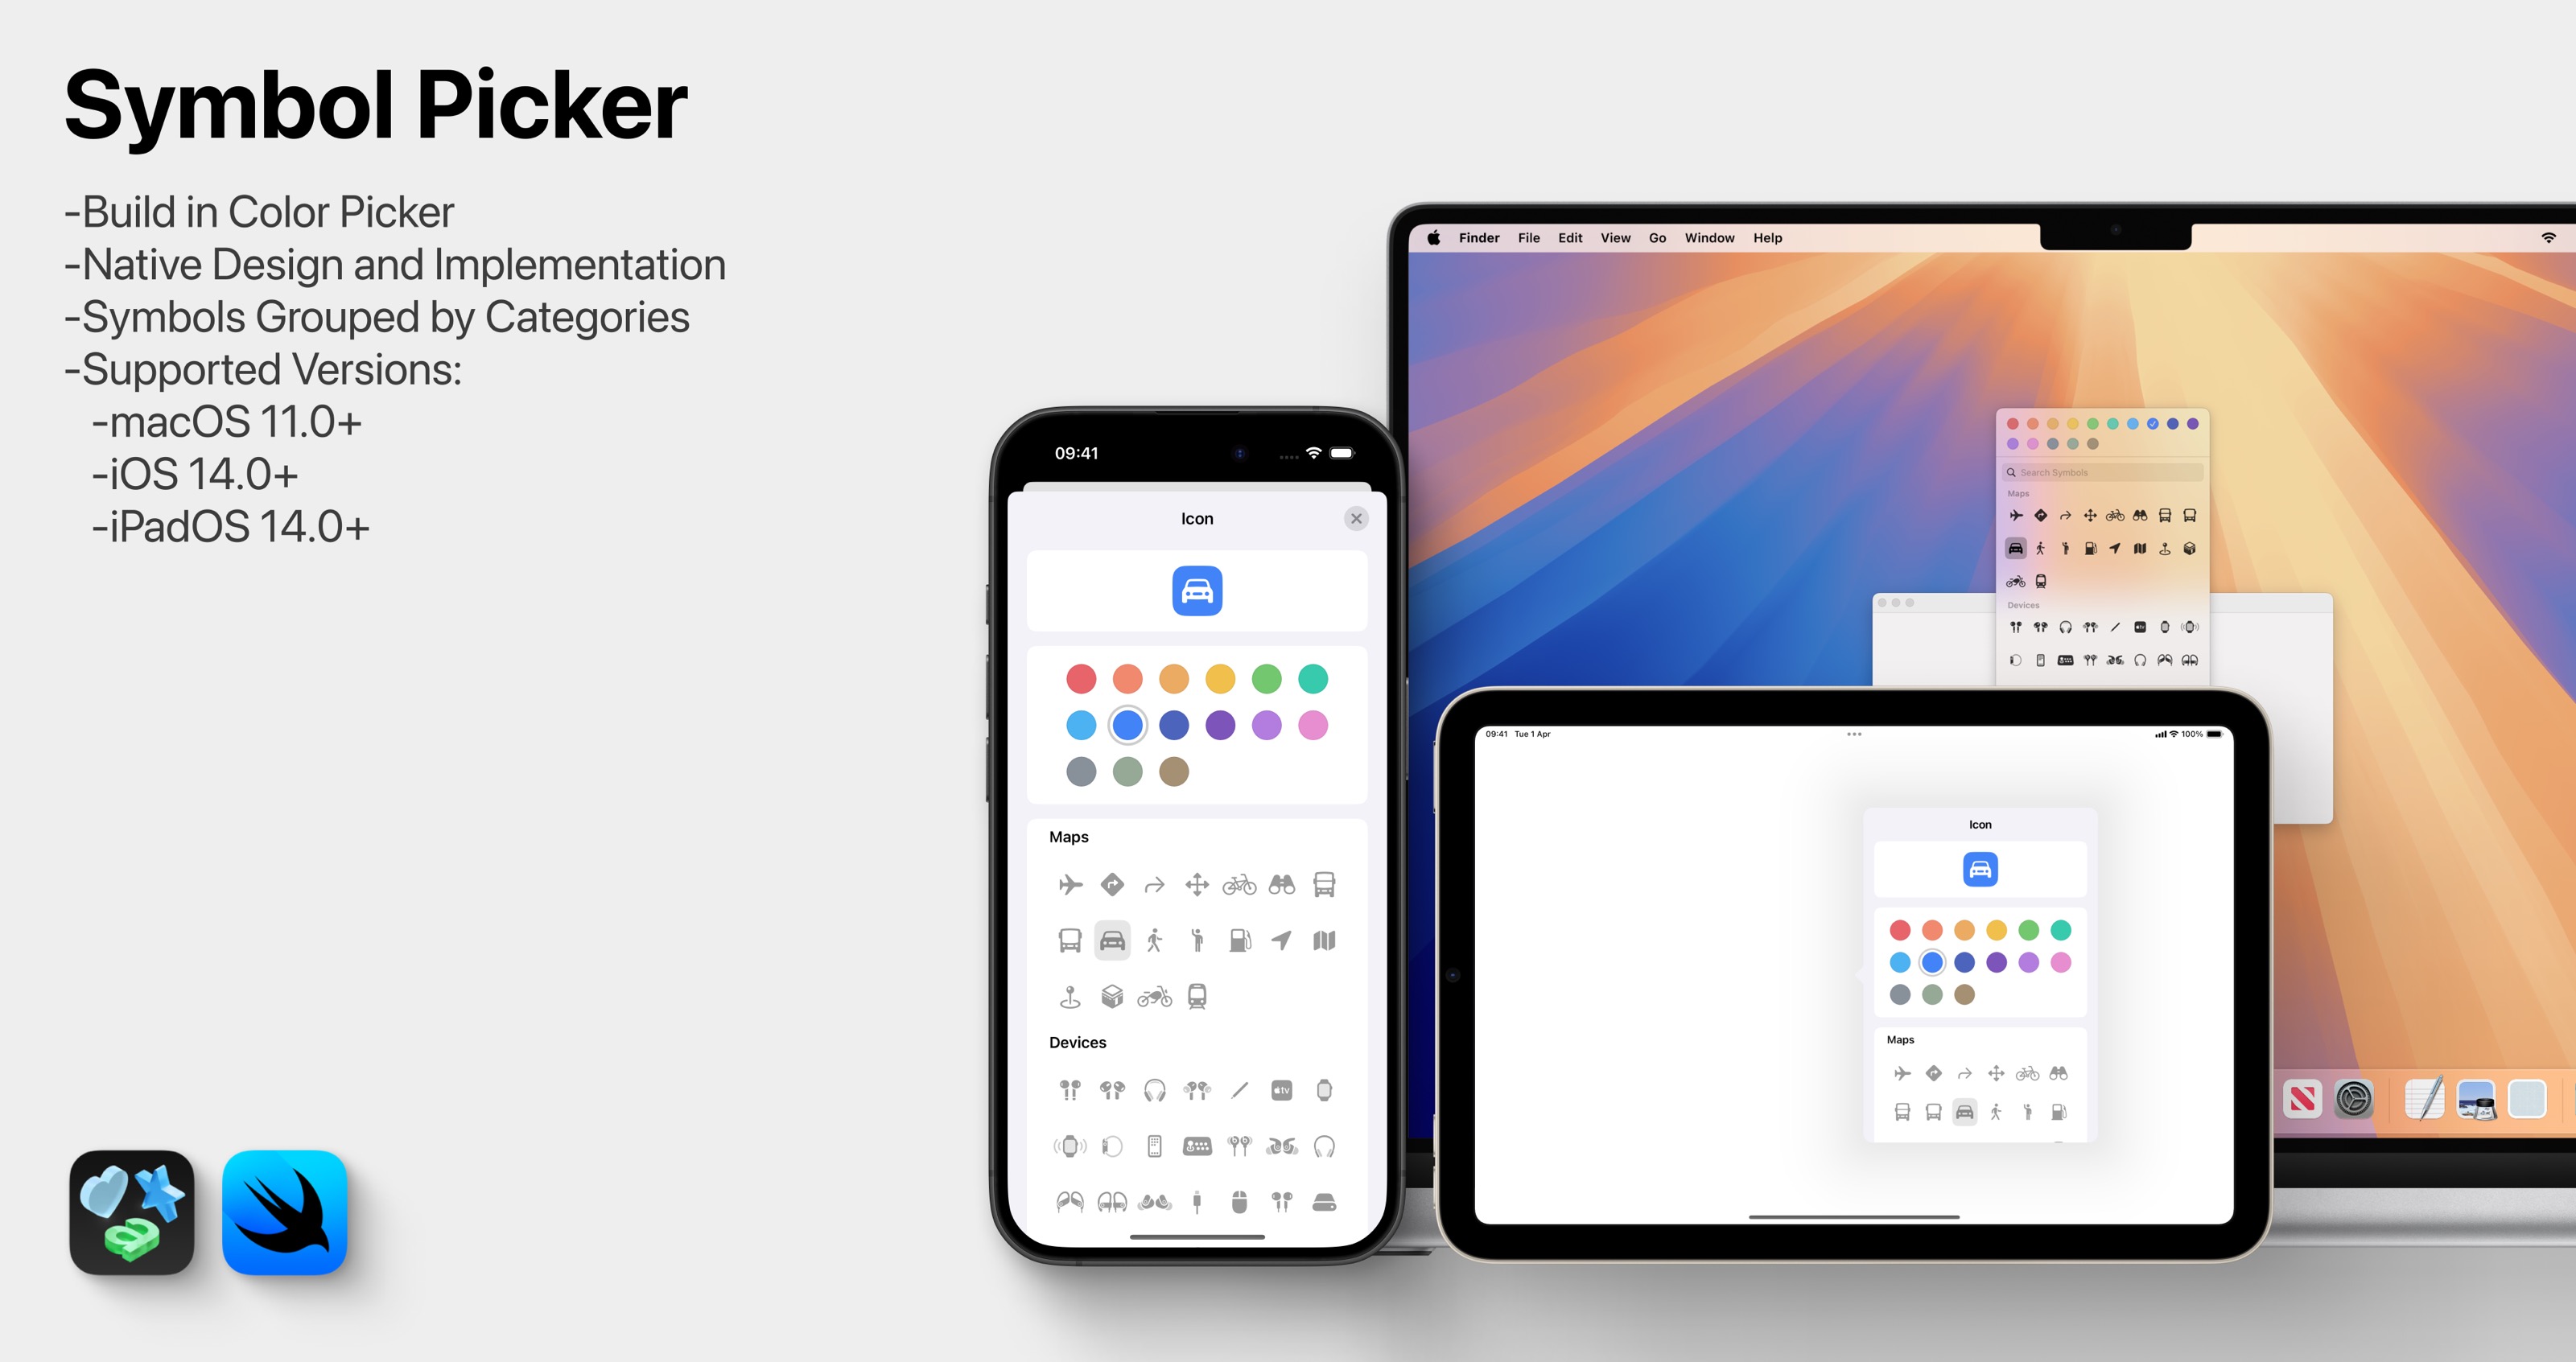 Symbol Picker
-Build in Color Picker
-Native Design and Implementation
-Symbols Grouped by Categories
-Supported Versions:
-macOS 11.0+
-iOS 14.0+
-iPadOS 14.0+
09:41
Icon
Maps
Devices
tv
Finder File Edit View Go Window Help
Search Symbols
Maps
Devices
09:41 Tue 1 Apr
100%
Icon
Maps